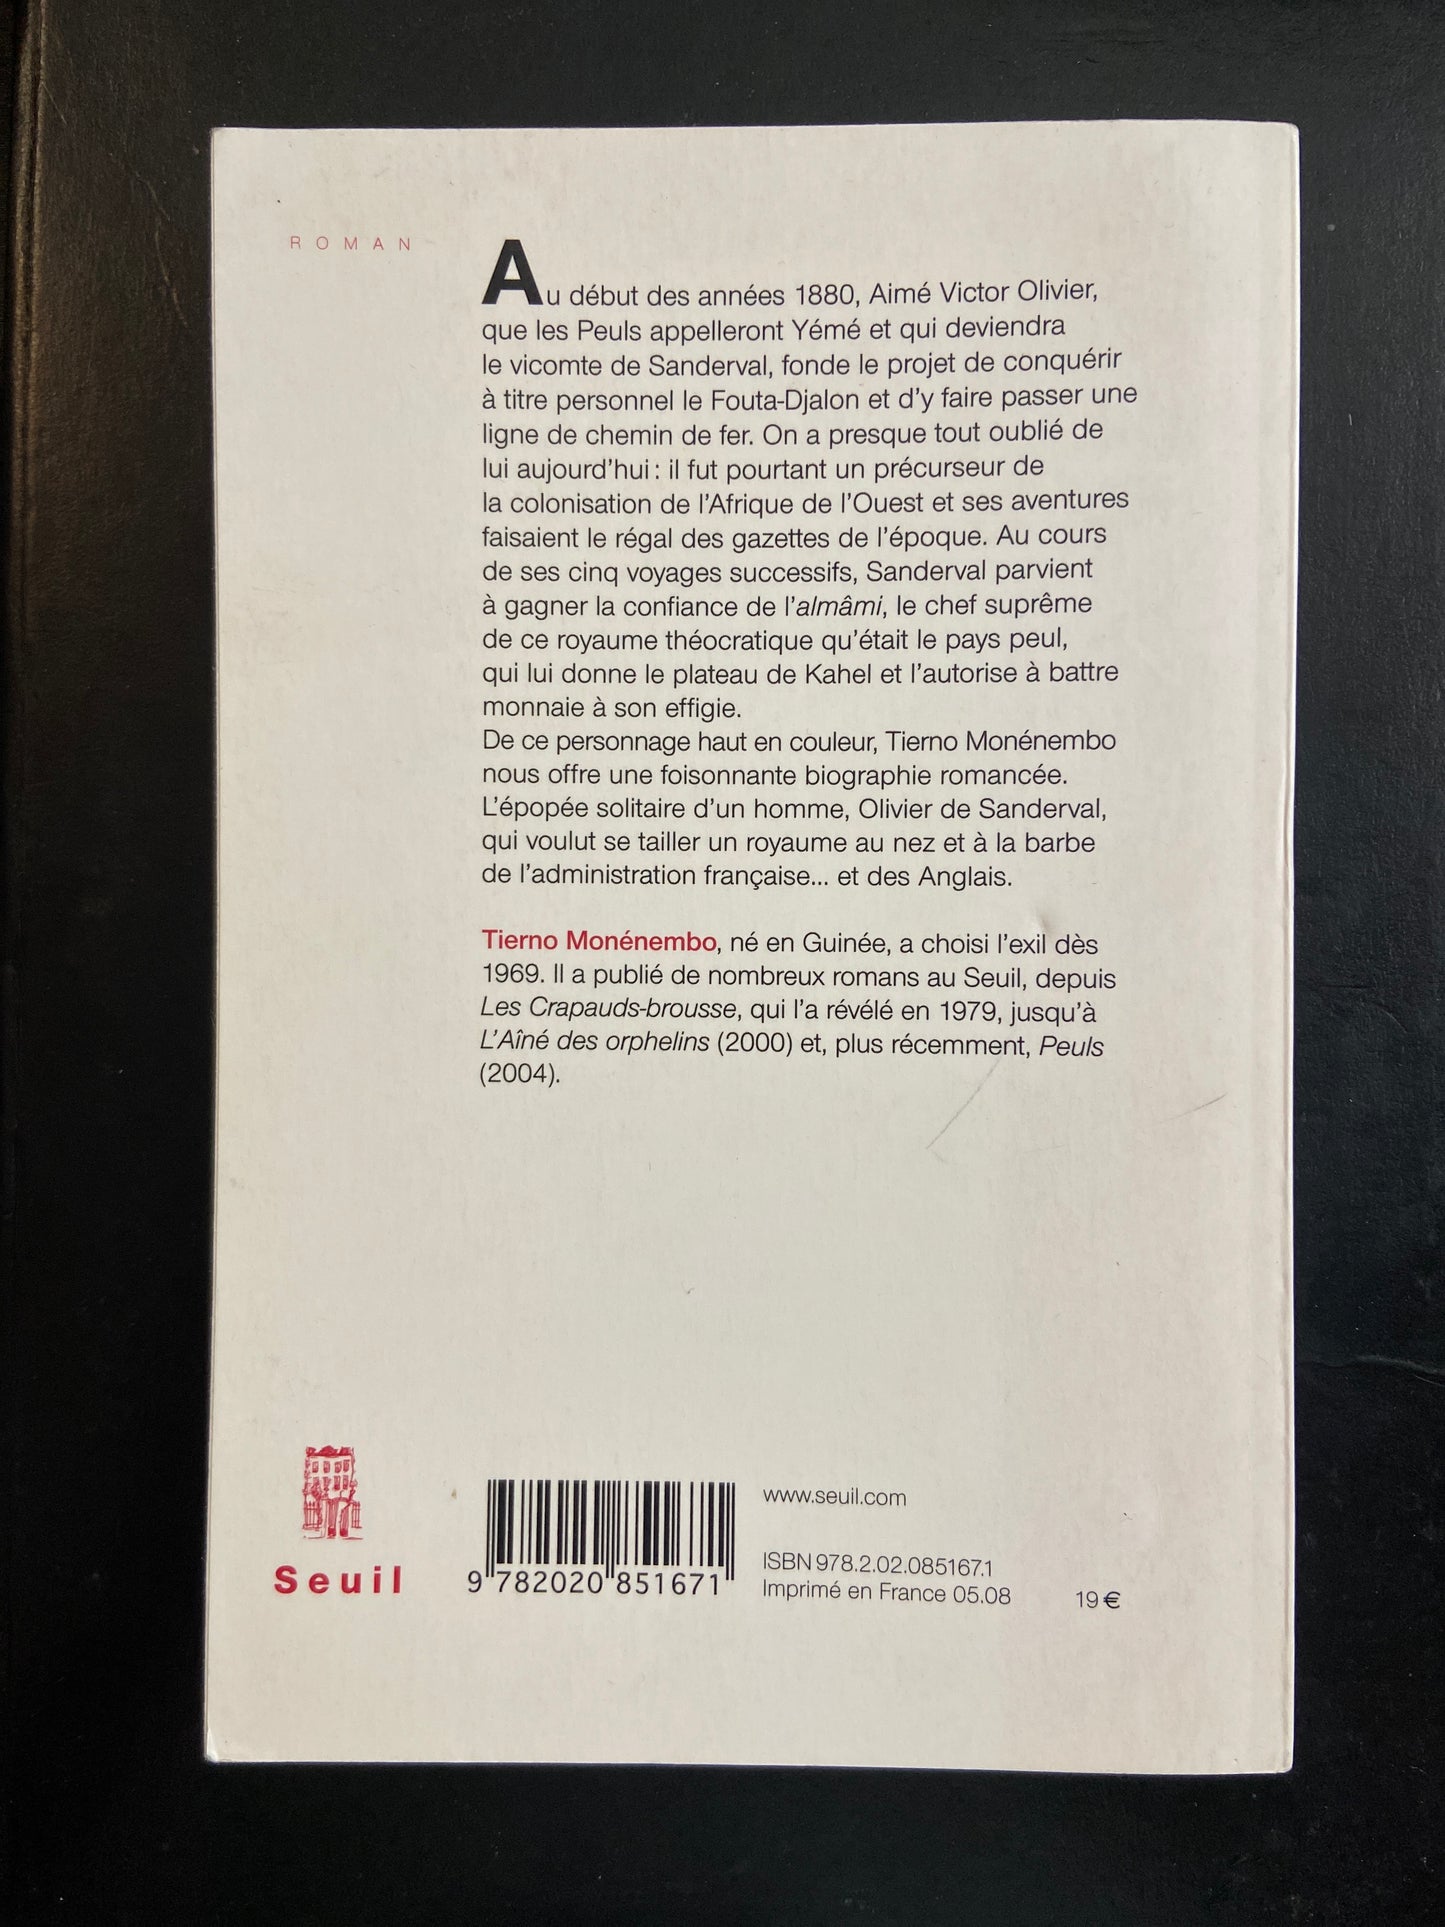 ROMAN
Au début des années 1880, Aimé Victor Olivier,
que les Peuls appelleront Yémé et qui deviendra
le vicomte de Sanderval, fonde le projet de conquérir
à titre personnel le Fouta-Djalon et d'y faire passer une
ligne de chemin de fer. On a presque tout oublié de
lui aujourd'hui : il fut pourtant un précurseur de
la colonisation de l'Afrique de l'Ouest et ses aventures
faisaient le régal des gazettes de l'époque. Au cours
de ses cinq voyages successifs, Sanderval parvient
à gagner la confiance de l'almâmi, le chef suprême
de ce royaume théocratique qu'était le pays peul,
qui lui donne le plateau de Kahel et l'autorise à battre
monnaie à son effigie.
De ce personnage haut en couleur, Tierno Monénembo
nous offre une foisonnante biographie romancée.
L'épopée solitaire d'un homme, Olivier de Sanderval,
qui voulut se tailler un royaume au nez et à la barbe
de l'administration française... et des Anglais.
Tierno Monénembo, né en Guinée, a choisi l'exil dès
1969. Il a publié de nombreux romans au Seuil, depuis
Les Crapauds-brousse, qui l'a révélé en 1979, jusqu'à
L'Aîné des orphelins (2000) et, plus récemment, Peuls
(2004).
Seuil
9 782020 851671
www.seuil.com
ISBN 978.2.02.085167.1
Imprimé en France 05.08
19 €